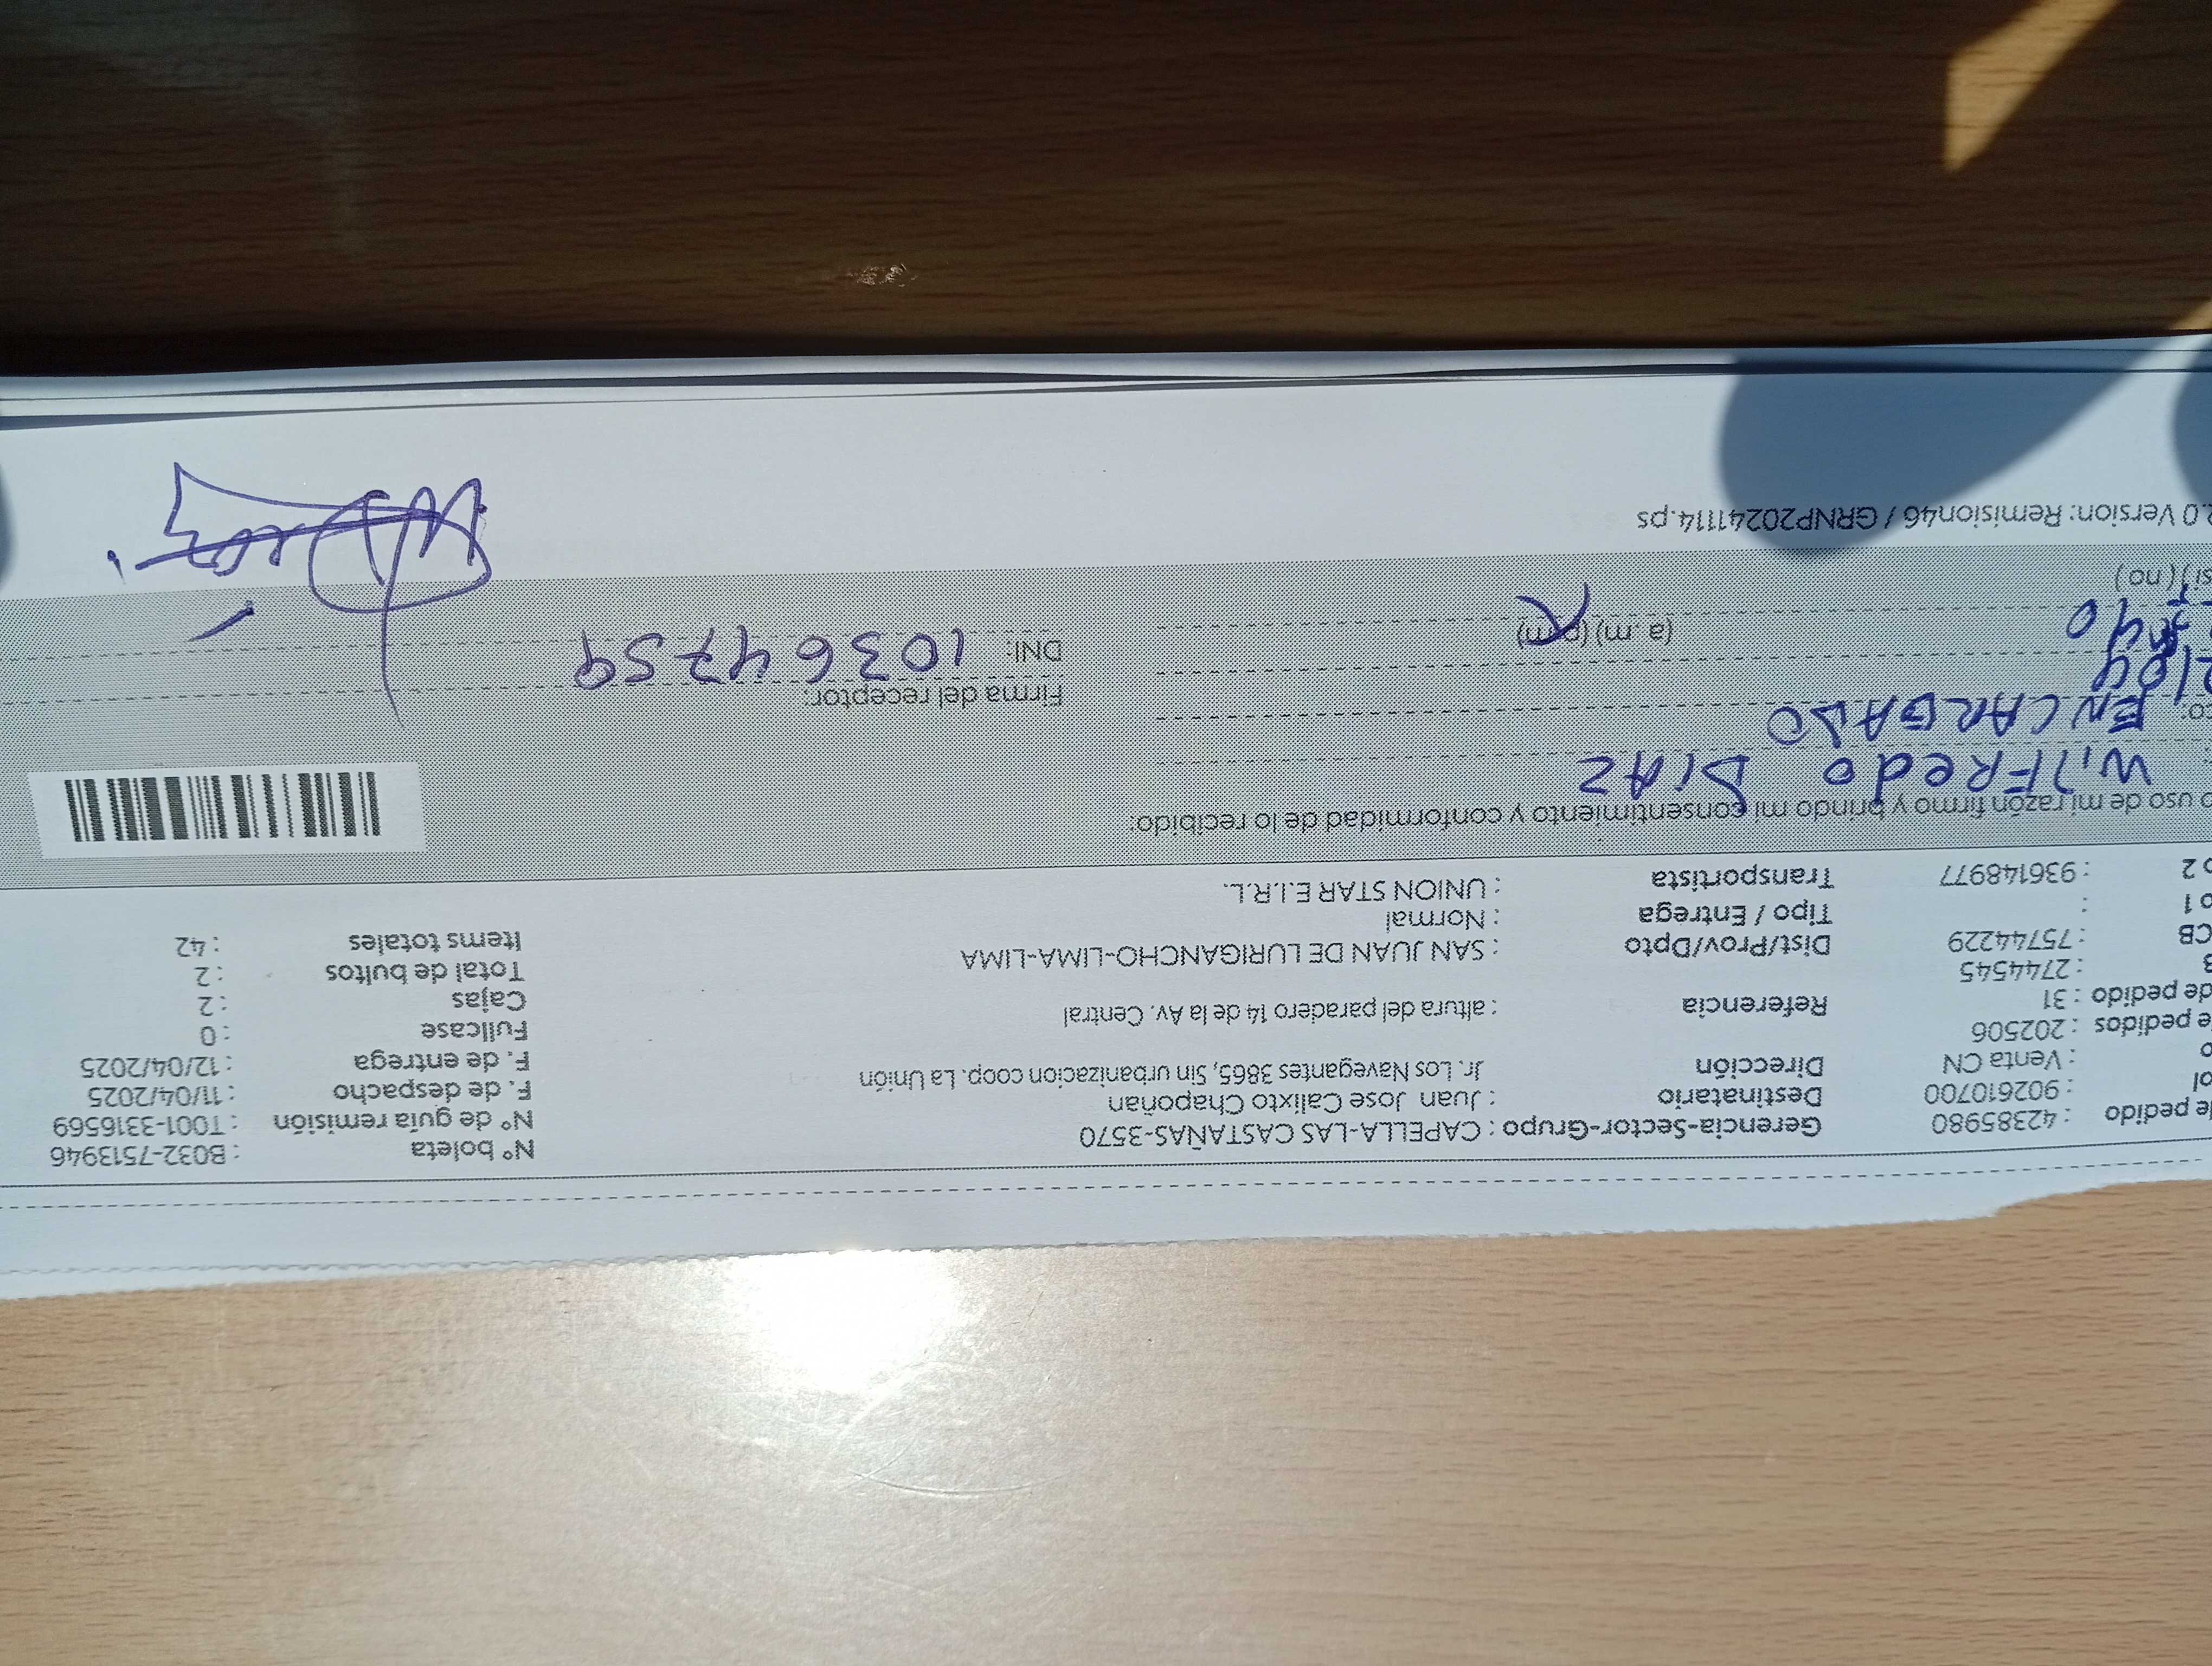 de pedido : 42385980 Gerencia-Sector-Grupo : CAPELLA-LAS CASTAÑAS-3570 N° boleta : B032-7513946
ol : 902610700 Destinatario : Juan Jose Calixto Chapoñan N° de guía remisión : T001-3316569
o : Venta CN Dirección Jr. Los Navegantes 3865, Sin urbanizacion coop. La Unión F. de despacho : 11/04/2025
e pedidos : 202506 F. de entrega : 12/04/2025
de pedido : 31 Referencia : altura del paradero 14 de la Av. Central Fullcase : 0
B : 2744545 Cajas : 2
CB : 75744229 Dist/Prov/Dpto : SAN JUAN DE LURIGANCHO-LIMA-LIMA Total de bultos : 2
o 1 : Tipo / Entrega : Normal Items totales : 42
o 2 : 936148977 Transportista : UNION STAR E.I.R.L.
o uso de mi razón firmo y brindo mi consentimiento y conformidad de lo recibido:
WilFRedo DiAZ
co: ENCARGADO Firma del receptor:
DNI: 103647759
(a. m) (p.m)
si ) ( no )
.0 Version: Remision46 / GRNP20241114.ps